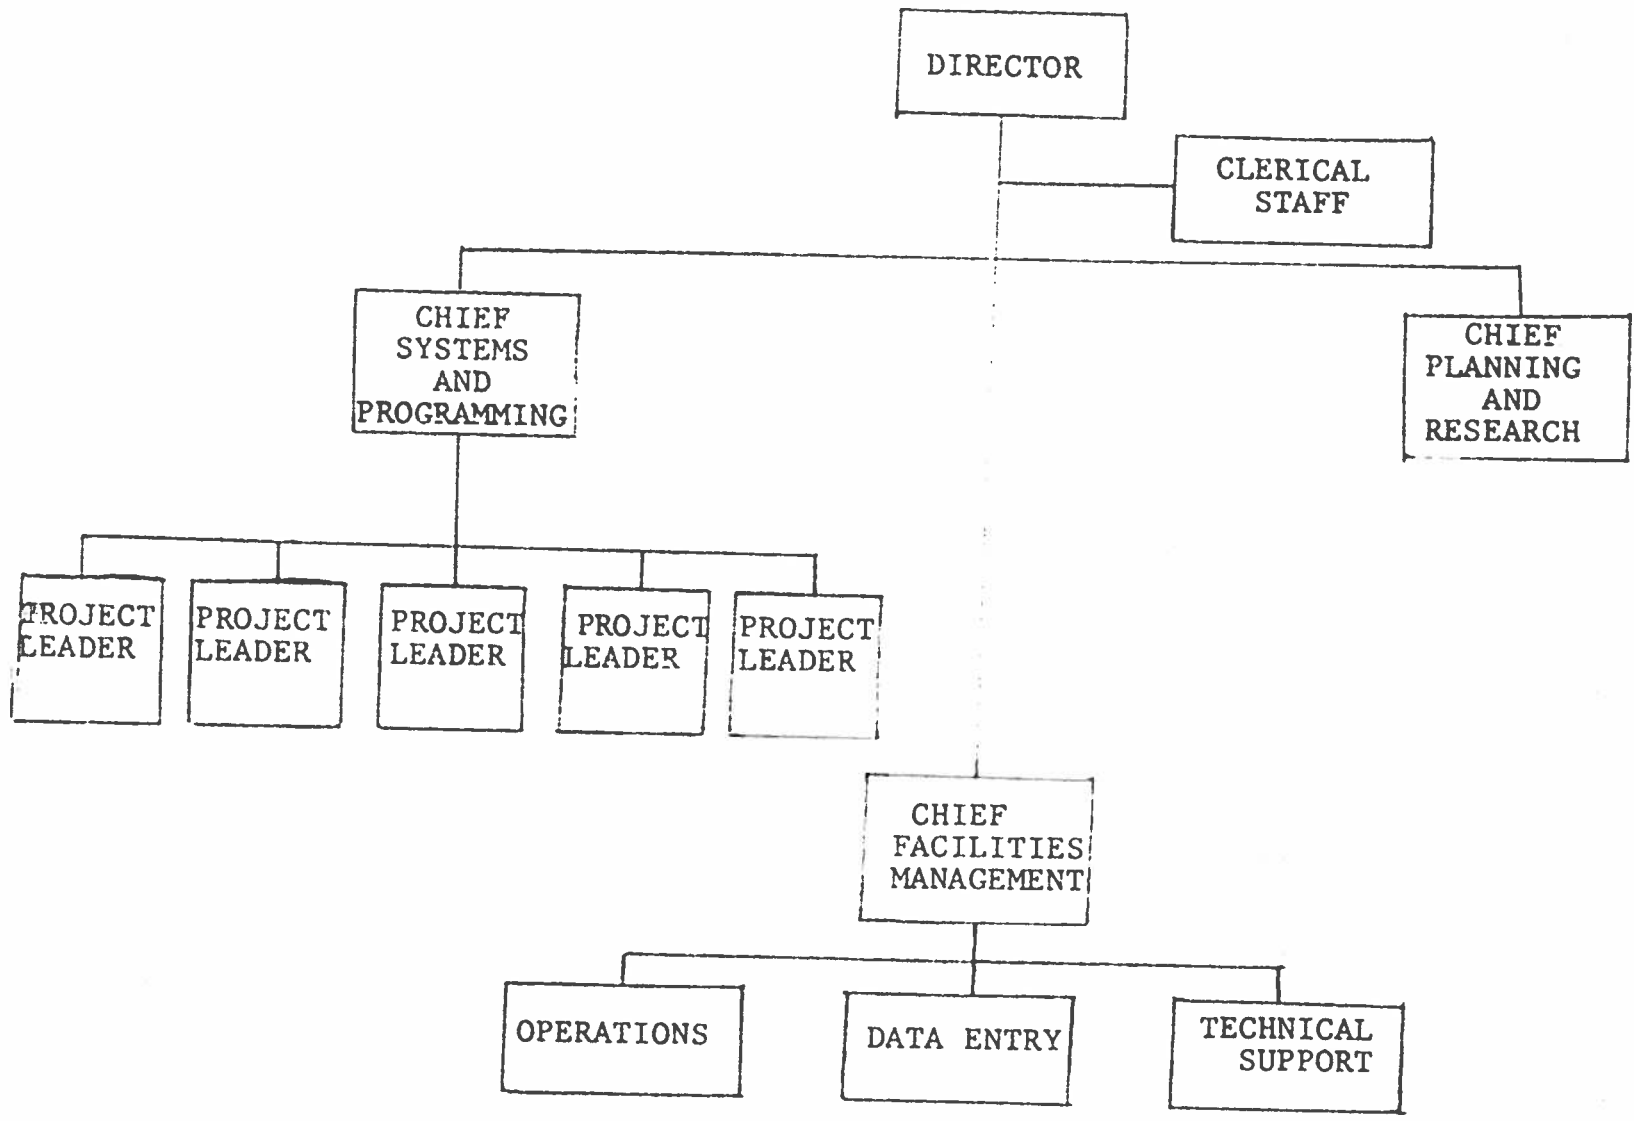 DIRECTOR
CLERICAL
STAFF
CHIEF
SYSTEMS
AND
PROGRAMMING
CHIEF
PLANNING
AND
RESEARCH
PROJECT
LEADER
PROJECT
LEADER
PROJECT
LEADER
PROJECT
LEADER
PROJECT
LEADER
CHIEF
FACILITIES
MANAGEMENT
OPERATIONS
DATA ENTRY
TECHNICAL
SUPPORT